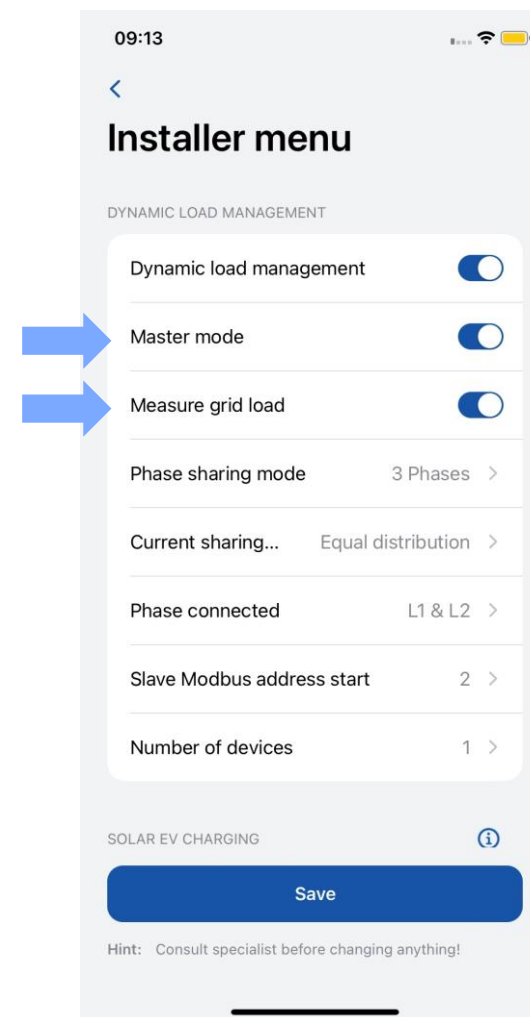 09:13
Installer menu
DYNAMIC LOAD MANAGEMENT
Dynamic load management
Master mode
Measure grid load
Phase sharing mode 3 Phases
Current sharing... Equal distribution
Phase connected L1 & L2
Slave Modbus address start 2
Number of devices 1
SOLAR EV CHARGING
Save
Hint: Consult specialist before changing anything!